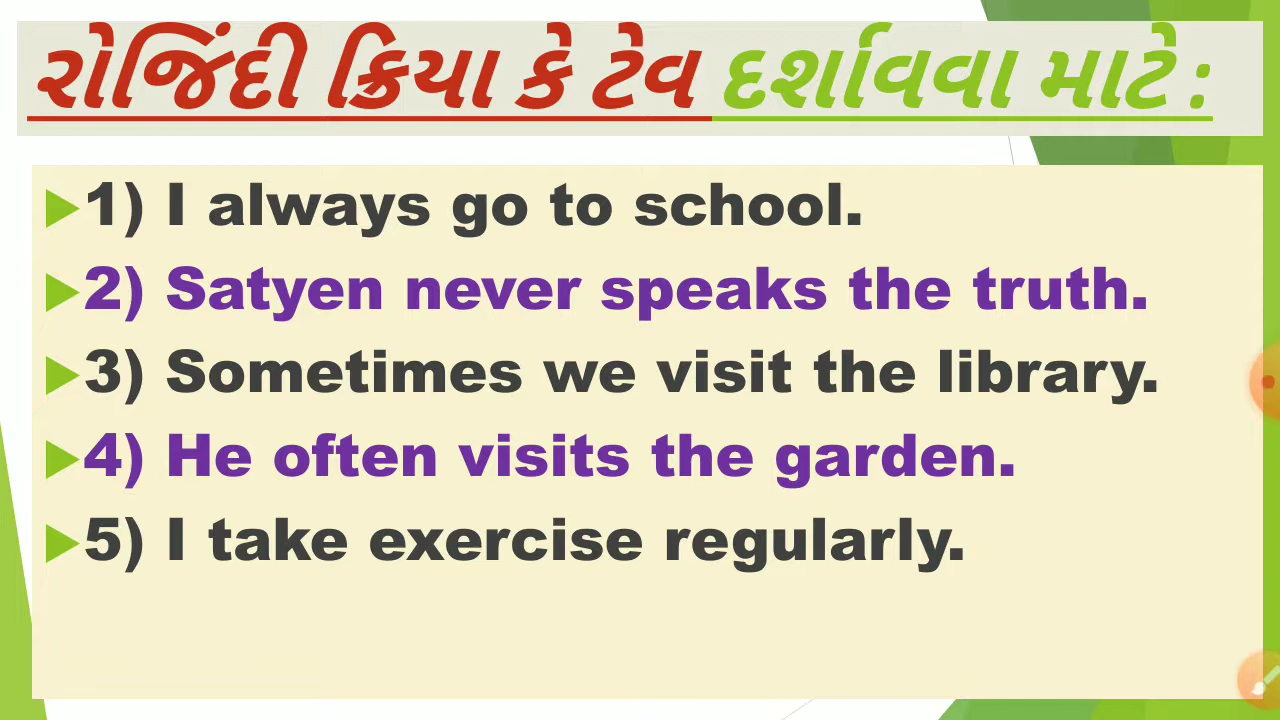 રોજિંદી ક્રિયા કે ટેવ દર્શાવવા માટે :
1) I always go to school.
2) Satyen never speaks the truth.
3) Sometimes we visit the library.
4) He often visits the garden.
5) I take exercise regularly.